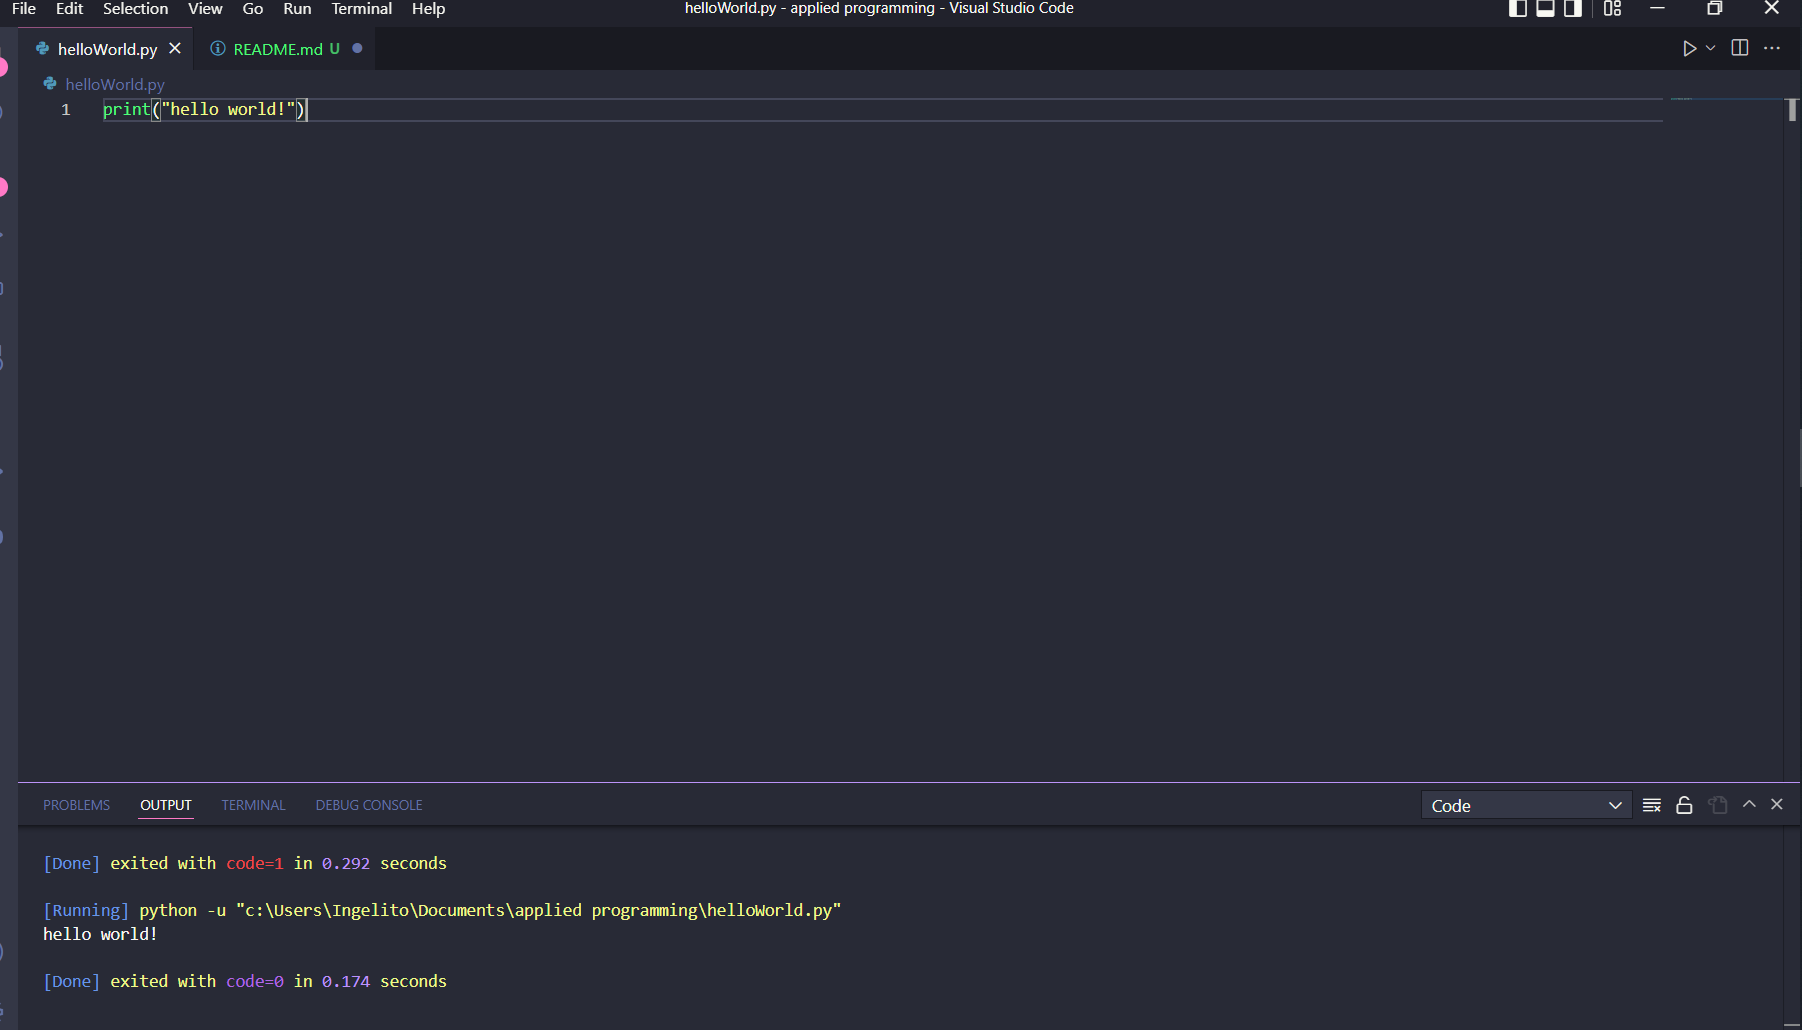 File Edit Selection View Go Run Terminal Help
helloWorld.py - applied programming - Visual Studio Code
helloWorld.py README.md U
helloWorld.py
1 print("hello world!")
PROBLEMS OUTPUT TERMINAL DEBUG CONSOLE Code
[Done] exited with code=1 in 0.292 seconds
[Running] python -u "c:\Users\Ingelito\Documents\applied programming\helloWorld.py"
hello world!
[Done] exited with code=0 in 0.174 seconds